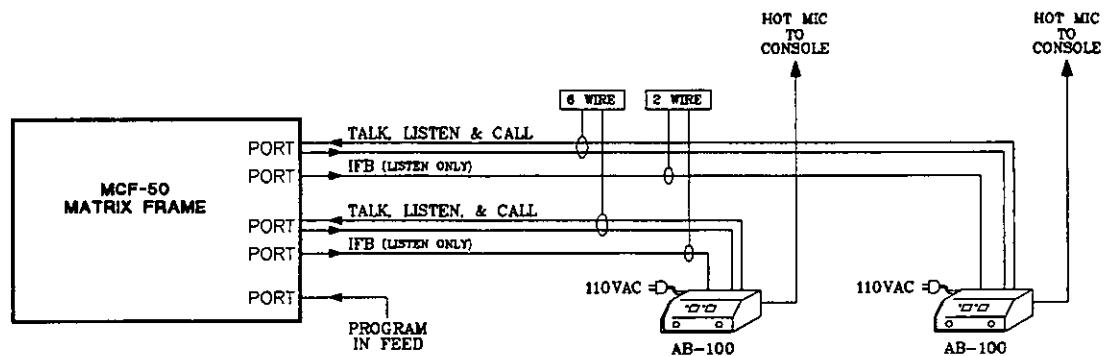 HOT MIC
TO
CONSOLE
HOT MIC
TO
CONSOLE
6 WIRE
2 WIRE
TALK, LISTEN & CALL
PORT
IFB (LISTEN ONLY)
PORT
MCF-50
MATRIX FRAME
TALK, LISTEN, & CALL
PORT
IFB (LISTEN ONLY)
PORT
110VAC
110VAC
PORT
PROGRAM
IN FEED
AB-100
AB-100